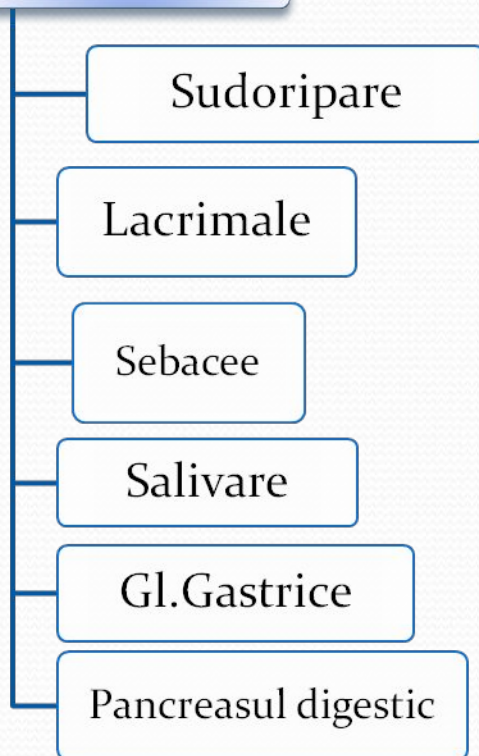 Sudoripare
Lacrimale
Sebacee
Salivare
Gl.Gastrice
Pancreasul digestic